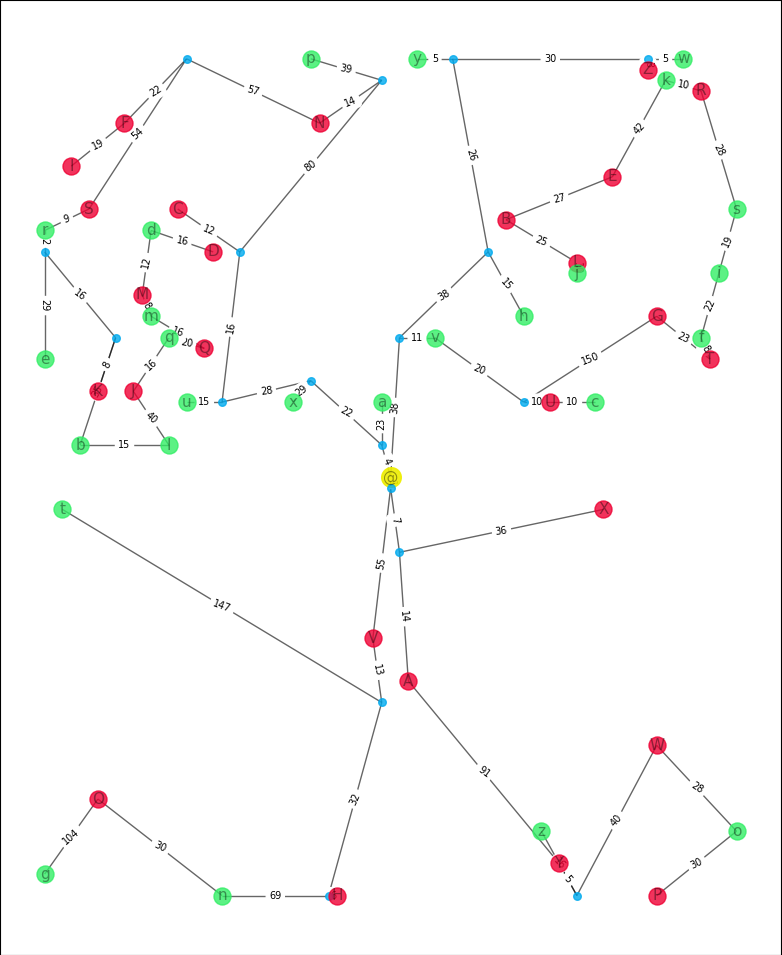 p 39 y 5 30 5 w
Z k 10 R
22 57 14 42 28
F N
19 54 80 26 E
I 27
S 9 C 12 B s
r 2 d 16 D 25 19
16 12 38 15 L j i
29 M 8 m 16 h G 22
q 20 Q 16 11 v 150 23 f 8 T
e 8 16 28 29 22 20
K J u 15 x a 38 10 U 10 c
40 23
b 15 l 4
@
t 7 36 X
55
147 14
V
13 A
91 W
32 40 28
Q z o
104 30 Y 5 30
g n 69 H P